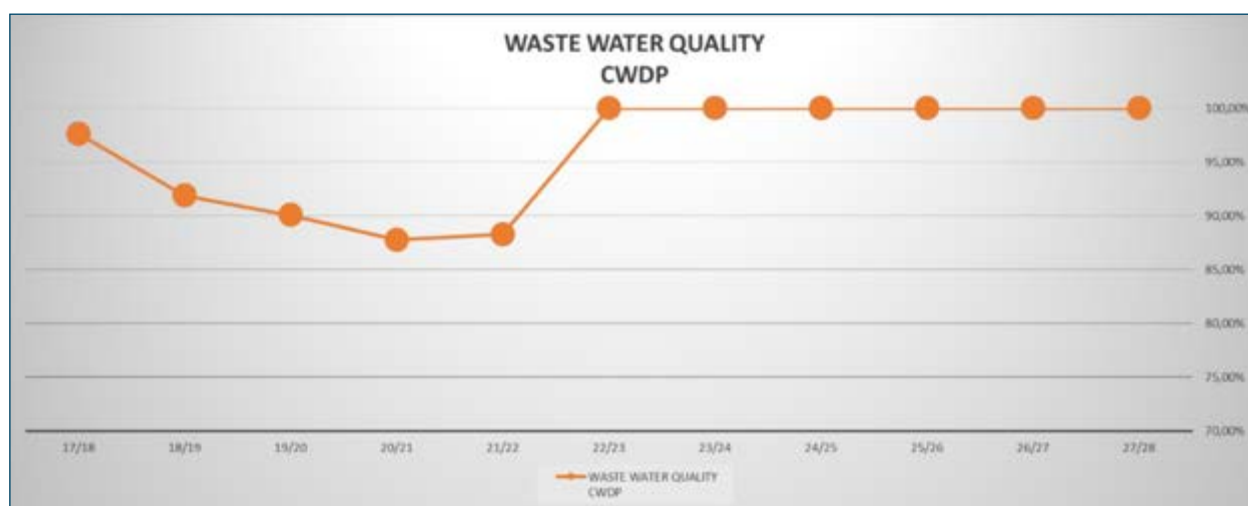 WASTE WATER QUALITY
CWDP
100,00%
95,00%
90,00%
85,00%
80,00%
75,00%
70,00%
17/18 18/19 19/20 20/21 21/22 22/23 23/24 24/25 25/26 26/27 27/28
WASTE WATER QUALITY
CWDP